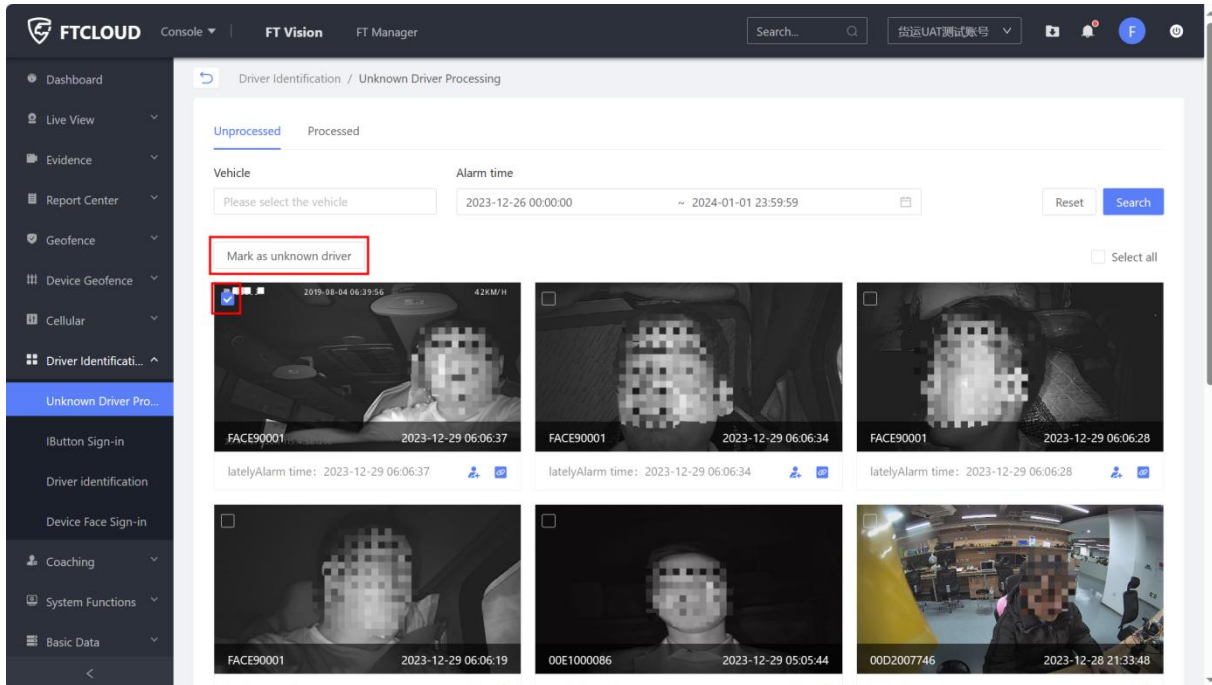 FTCLOUD Console FT Vision FT Manager Search... 货运UAT测试账号 F
Dashboard
Live View
Evidence
Report Center
Geofence
Device Geofence
Cellular
Driver Identificati...
Unknown Driver Pro...
IButton Sign-in
Driver identification
Device Face Sign-in
Coaching
System Functions
Basic Data
Driver Identification / Unknown Driver Processing
Unprocessed Processed
Vehicle Alarm time
Please select the vehicle 2023-12-26 00:00:00 ~ 2024-01-01 23:59:59 Reset Search
Mark as unknown driver Select all
2019-08-04 06:39:56 42KM/H
FACE90001 2023-12-29 06:06:37 FACE90001 2023-12-29 06:06:34 FACE90001 2023-12-29 06:06:28
latelyAlarm time: 2023-12-29 06:06:37 latelyAlarm time: 2023-12-29 06:06:34 latelyAlarm time: 2023-12-29 06:06:28
FACE90001 2023-12-29 06:06:19 00E1000086 2023-12-29 05:05:44 00D2007746 2023-12-28 21:33:48